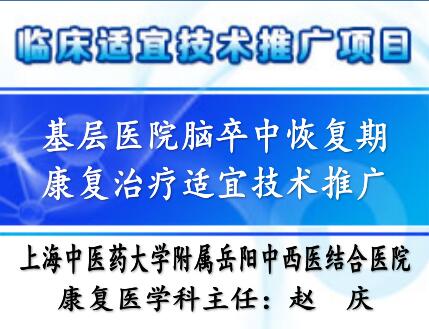 临床适宜技术推广项目
基层医院脑卒中恢复期
康复治疗适宜技术推广
上海中医药大学附属岳阳中西医结合医院
康复医学科主任：赵　庆